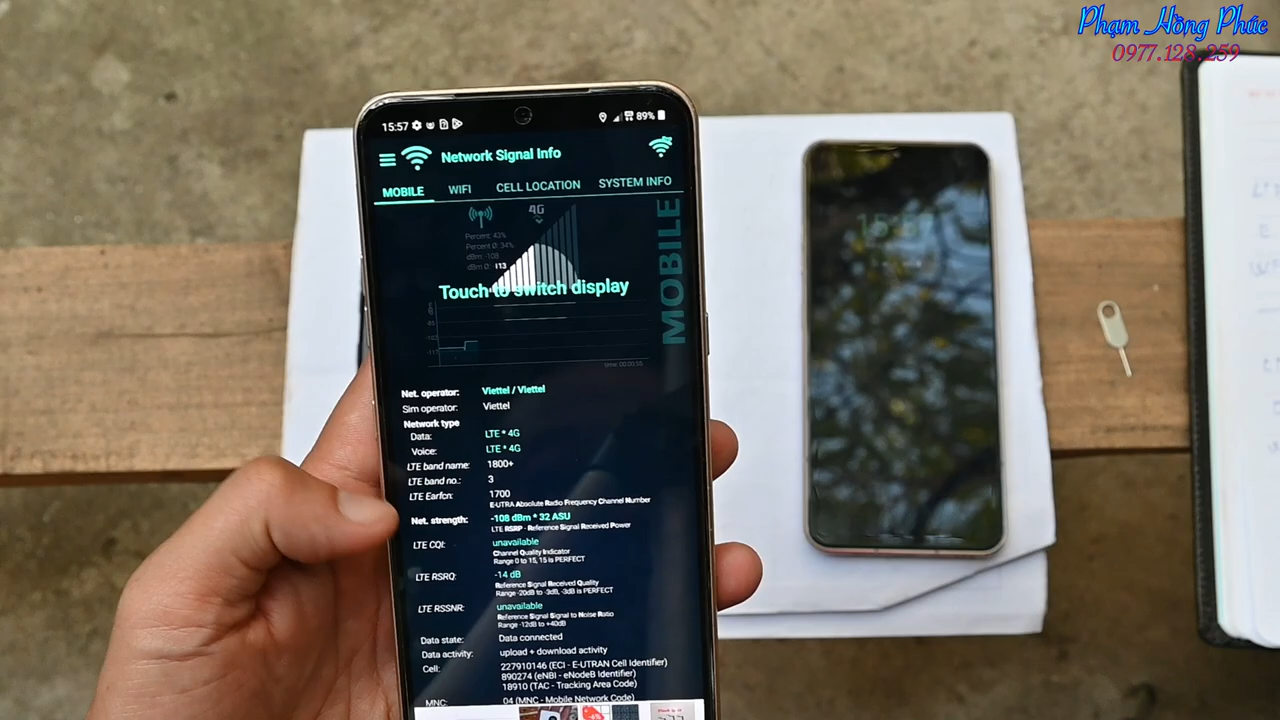 Phạm Hồng Phúc
0977.128.259
15:57
89%
Network Signal Info
MOBILE WIFI CELL LOCATION SYSTEM INFO
4G
Percent: 43%
Percent Ø: 34%
dBm: -108
dBm Ø: -113
MOBILE
Touch to switch display
Net. operator: Viettel / Viettel
Sim operator: Viettel
Network type
Data: LTE * 4G
Voice: LTE * 4G
LTE band name: 1800+
LTE band no.: 3
LTE Earfcn: 1700
E-UTRA Absolute Radio Frequency Channel Number
Net. strength: -108 dBm * 32 ASU
LTE RSRP - Reference Signal Received Power
LTE CQI: unavailable
Channel Quality Indicator
Range 0 to 15, 15 is PERFECT
LTE RSRQ: -14 dB
Reference Signal Received Quality
Range -20dB to -3dB, -3dB is PERFECT
LTE RSSNR: unavailable
Reference Signal Signal to Noise Ratio
Range -12dB to +40dB
Data state: Data connected
Data activity: upload + download activity
Cell: 227910146 (ECI - E-UTRAN Cell Identifier)
890274 (eNBI - eNodeB Identifier)
18910 (TAC - Tracking Area Code)
MNC: 04 (MNC - Mobile Network Code)